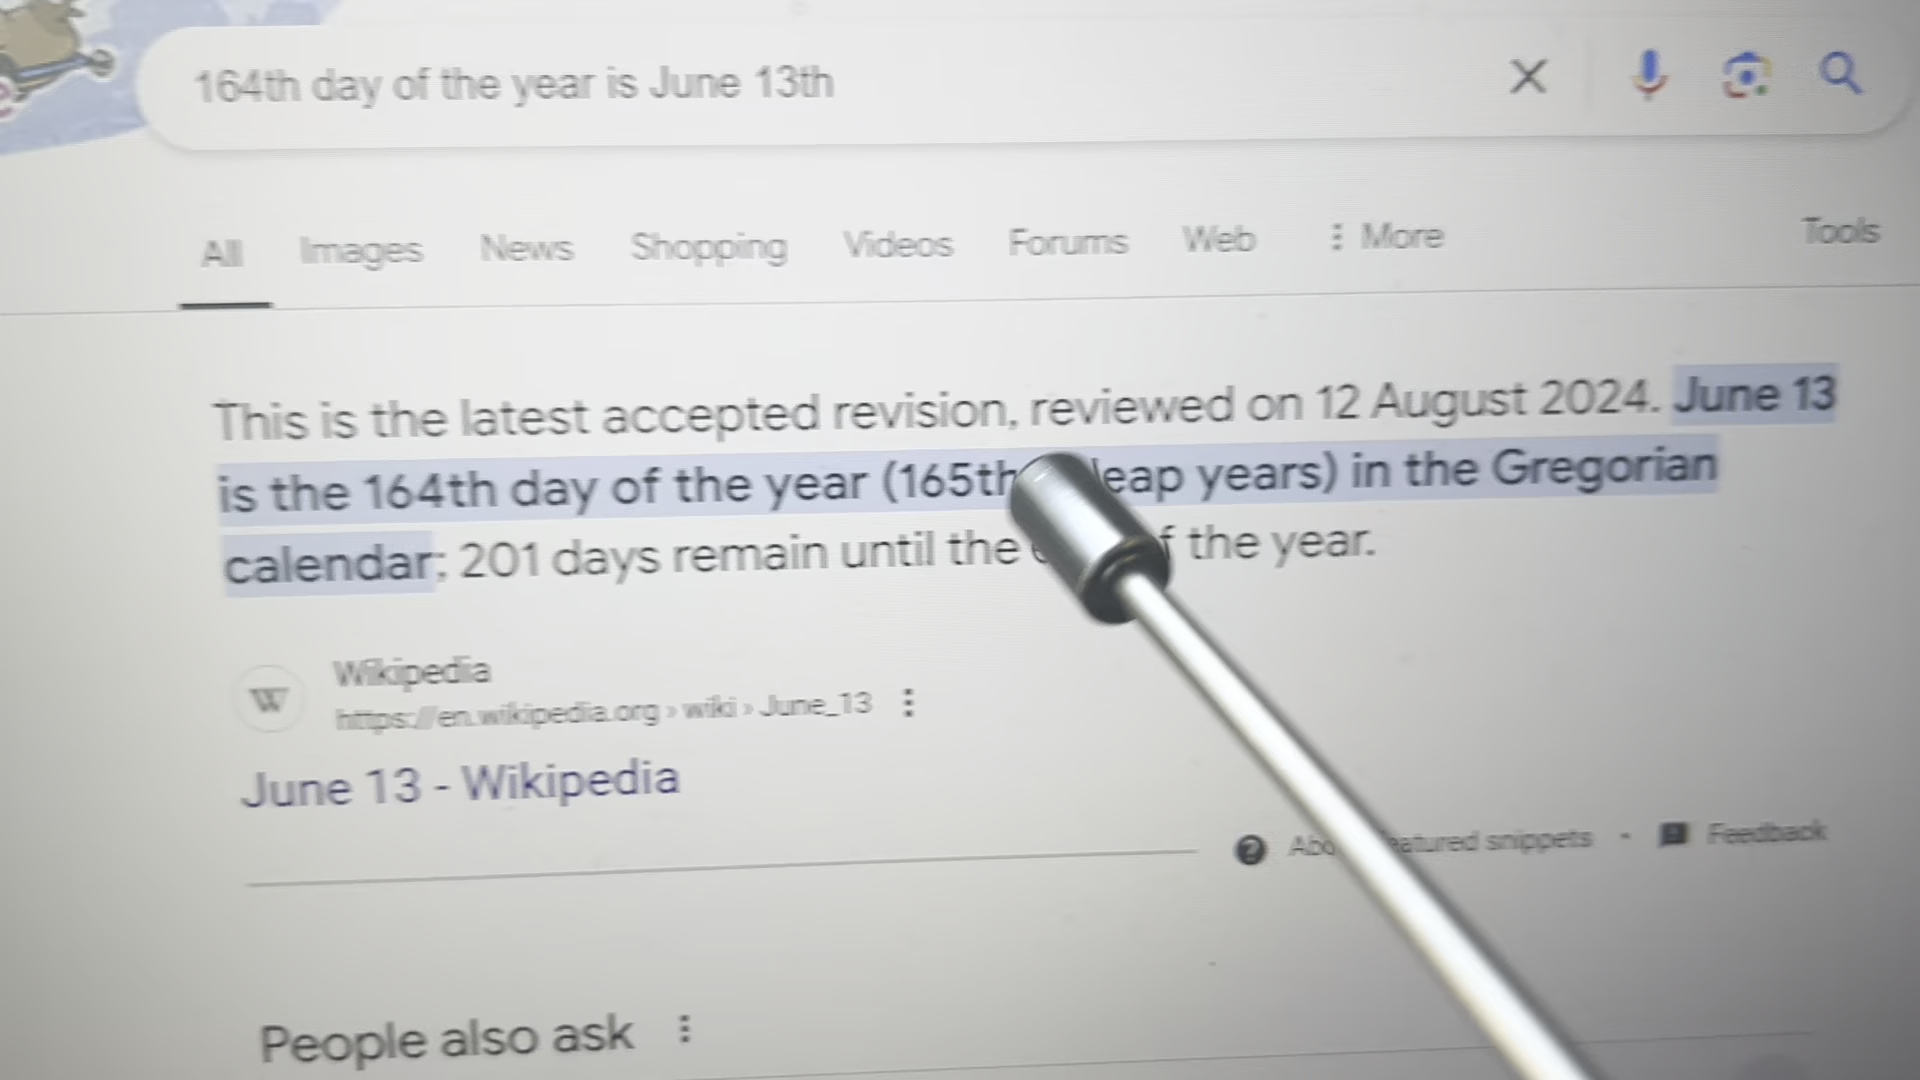 164th day of the year is June 13th
All Images News Shopping Videos Forums Web More Tools
This is the latest accepted revision, reviewed on 12 August 2024. June 13
is the 164th day of the year (165th leap years) in the Gregorian
calendar; 201 days remain until the of the year.
Wikipedia
https://en.wikipedia.org › wiki › June_13
June 13 - Wikipedia
featured snippets • Feedback
People also ask